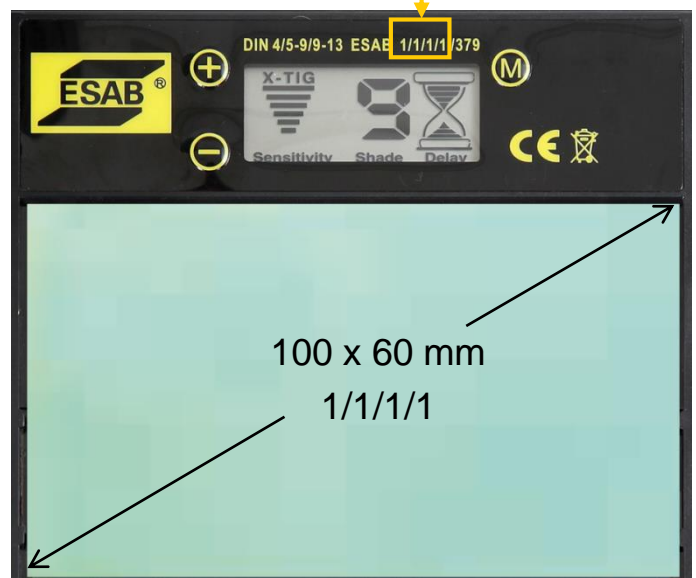 DIN 4/5-9/9-13 ESAB 1/1/1/1/379
ESAB ®
+
M
X-TIG
9
Sensitivity Shade Delay
−
CE
100 x 60 mm
1/1/1/1